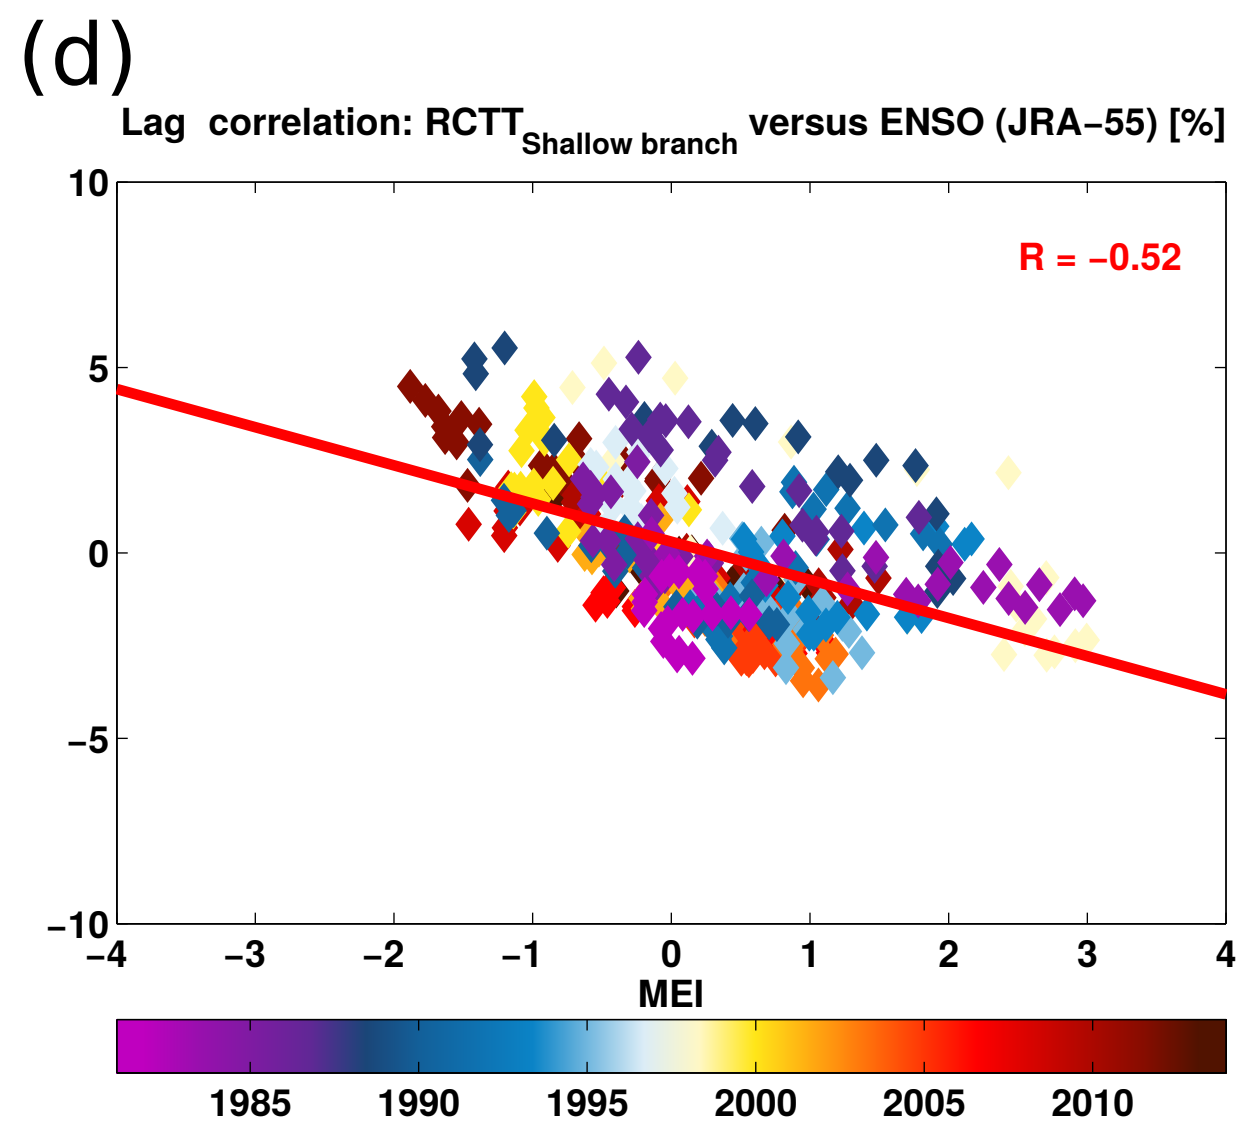 (d)
Lag correlation: RCTT Shallow branch versus ENSO (JRA−55) [%]
10
R = −0.52
5
0
−5
−10
−4 −3 −2 −1 0 1 2 3 4
MEI
1985 1990 1995 2000 2005 2010